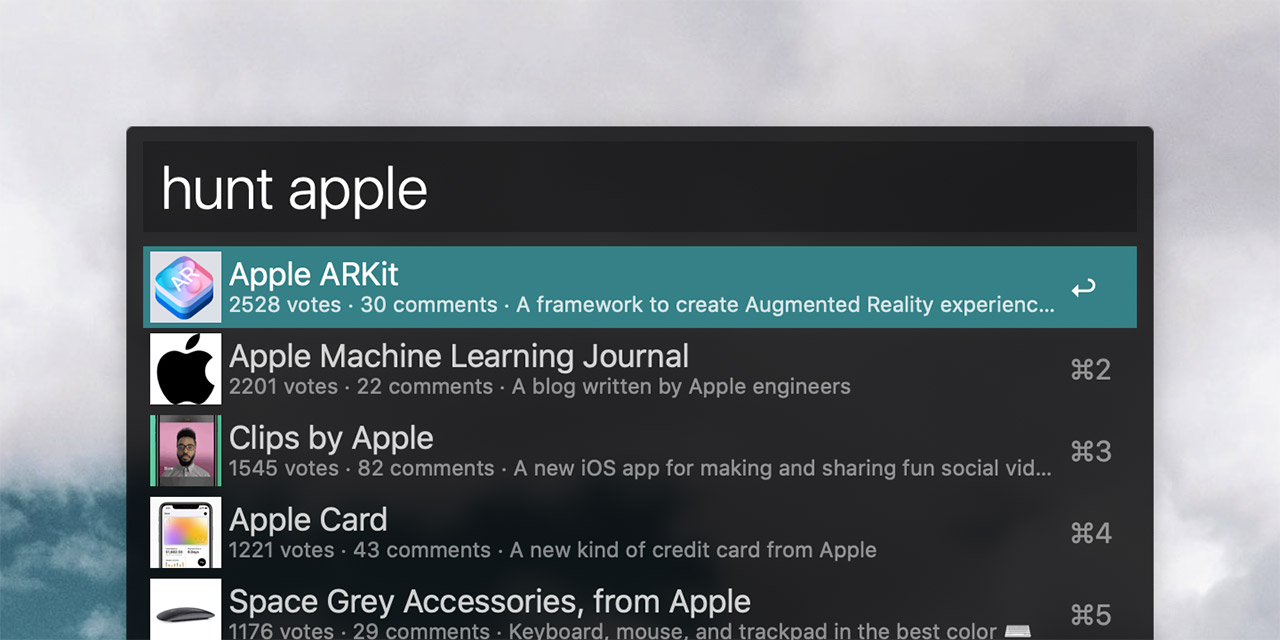 hunt apple
AR
Apple ARKit
2528 votes · 30 comments · A framework to create Augmented Reality experienc...
Apple Machine Learning Journal
2201 votes · 22 comments · A blog written by Apple engineers
⌘2
Clips by Apple
1545 votes · 82 comments · A new iOS app for making and sharing fun social vid...
⌘3
Apple Card
1221 votes · 43 comments · A new kind of credit card from Apple
⌘4
Space Grey Accessories, from Apple
1176 votes · 29 comments · Keyboard, mouse, and trackpad in the best color
⌘5